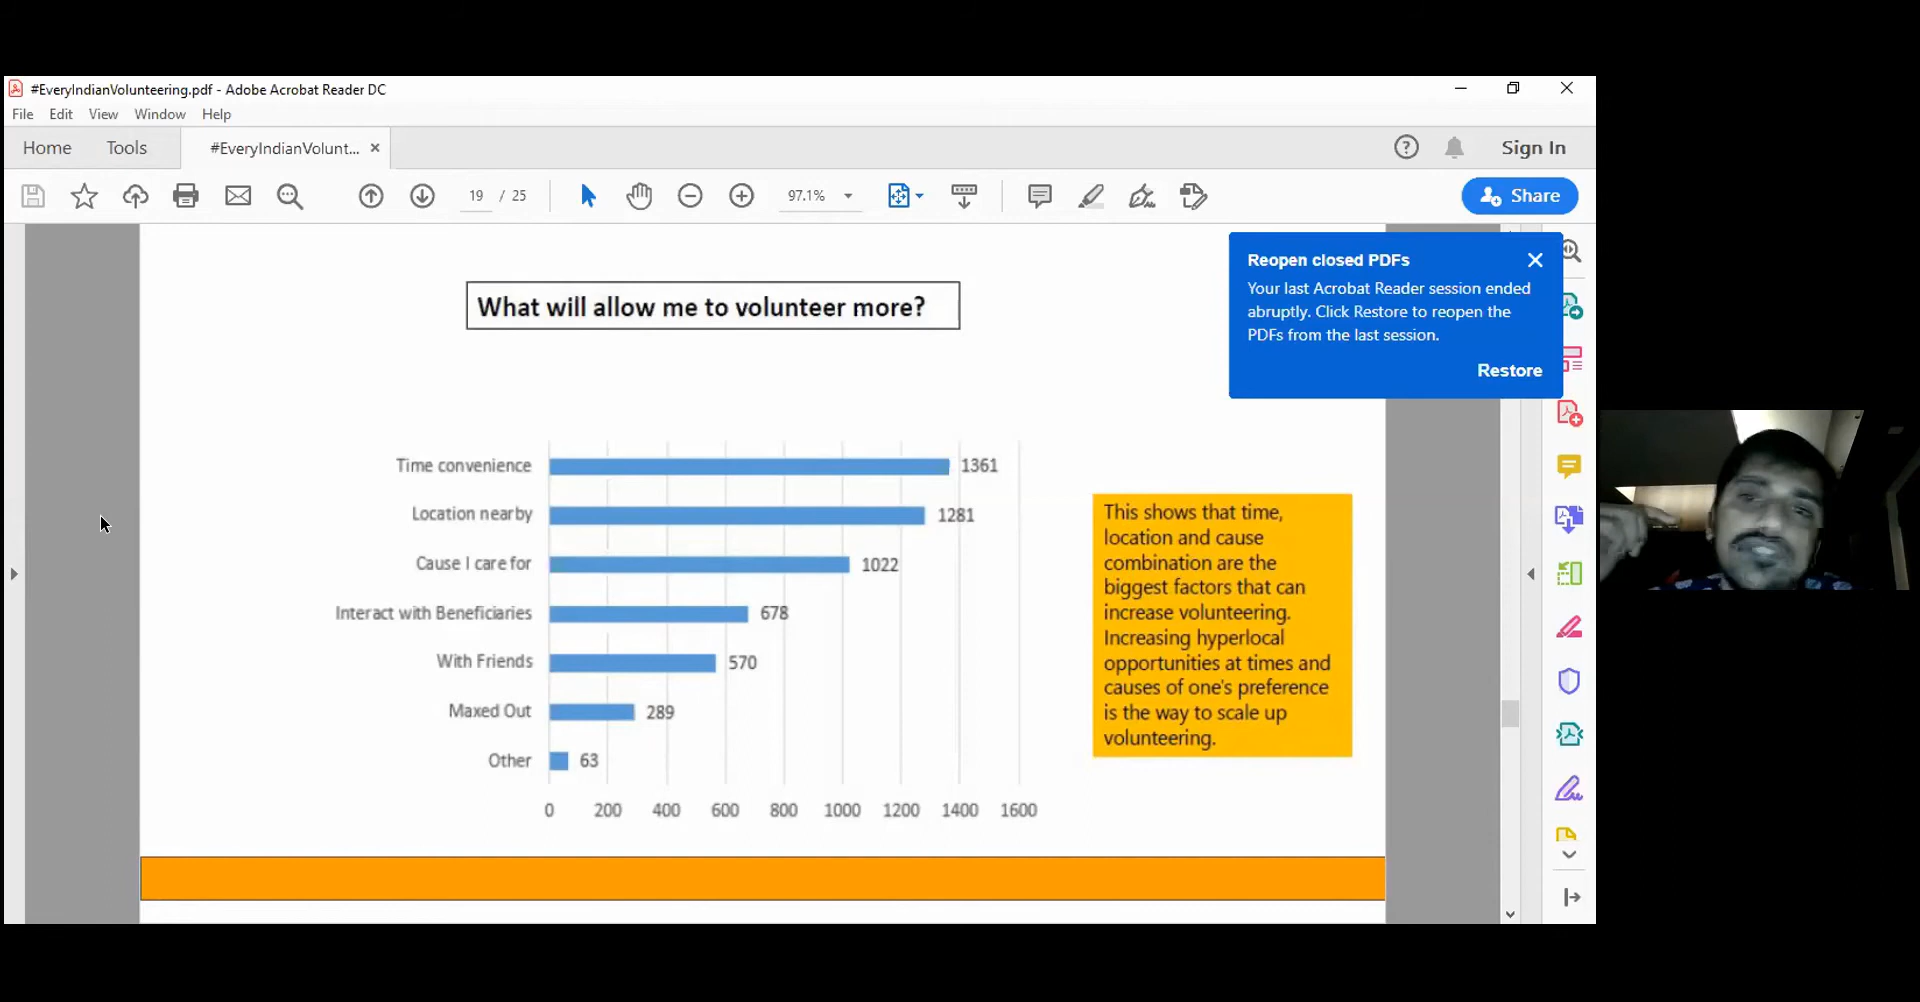 #EveryIndianVolunteering.pdf - Adobe Acrobat Reader DC
File Edit View Window Help
Home Tools #EveryIndianVolunt... Sign In
19 / 25 97.1% Share
Reopen closed PDFs
Your last Acrobat Reader session ended
abruptly. Click Restore to reopen the
PDFs from the last session.
Restore
What will allow me to volunteer more?
Time convenience 1361
Location nearby 1281
Cause I care for 1022
Interact with Beneficiaries 678
With Friends 570
Maxed Out 289
Other 63
0 200 400 600 800 1000 1200 1400 1600
This shows that time,
location and cause
combination are the
biggest factors that can
increase volunteering.
Increasing hyperlocal
opportunities at times and
causes of one's preference
is the way to scale up
volunteering.